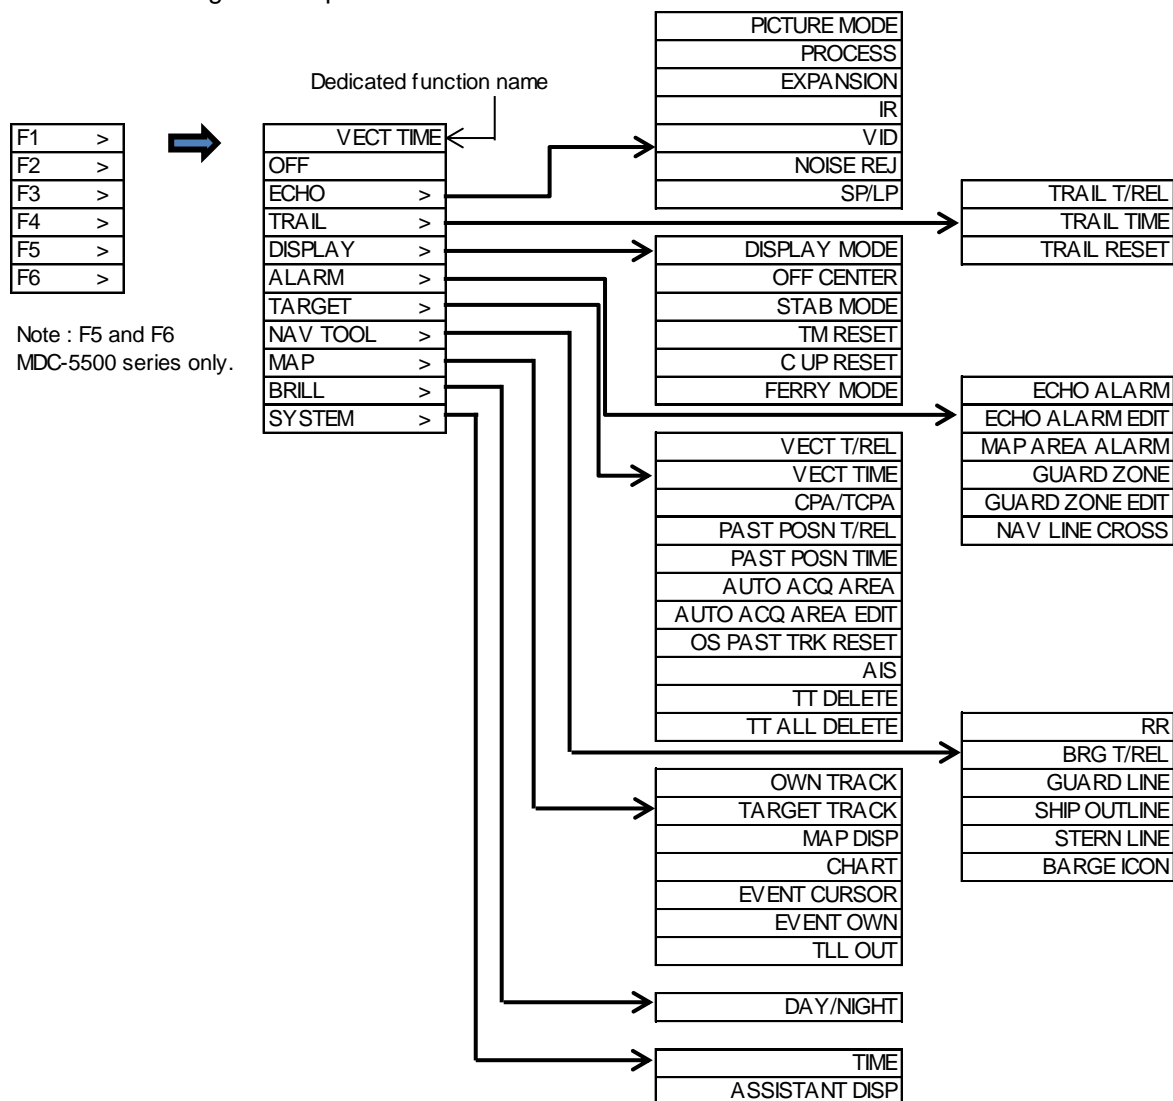 Dedicated function name
F1 >
F2 >
F3 >
F4 >
F5 >
F6 >
Note : F5 and F6
MDC-5500 series only.
VECT TIME
OFF
ECHO >
TRAIL >
DISPLAY >
ALARM >
TARGET >
NAV TOOL >
MAP >
BRILL >
SYSTEM >
PICTURE MODE
PROCESS
EXPANSION
IR
VID
NOISE REJ
SP/LP
TRAIL T/REL
TRAIL TIME
TRAIL RESET
DISPLAY MODE
OFF CENTER
STAB MODE
TM RESET
C UP RESET
FERRY MODE
ECHO ALARM
ECHO ALARM EDIT
MAP AREA ALARM
GUARD ZONE
GUARD ZONE EDIT
NAV LINE CROSS
VECT T/REL
VECT TIME
CPA/TCPA
PAST POSN T/REL
PAST POSN TIME
AUTO ACQ AREA
AUTO ACQ AREA EDIT
OS PAST TRK RESET
AIS
TT DELETE
TT ALL DELETE
RR
BRG T/REL
GUARD LINE
SHIP OUTLINE
STERN LINE
BARGE ICON
OWN TRACK
TARGET TRACK
MAP DISP
CHART
EVENT CURSOR
EVENT OWN
TLL OUT
DAY/NIGHT
TIME
ASSISTANT DISP